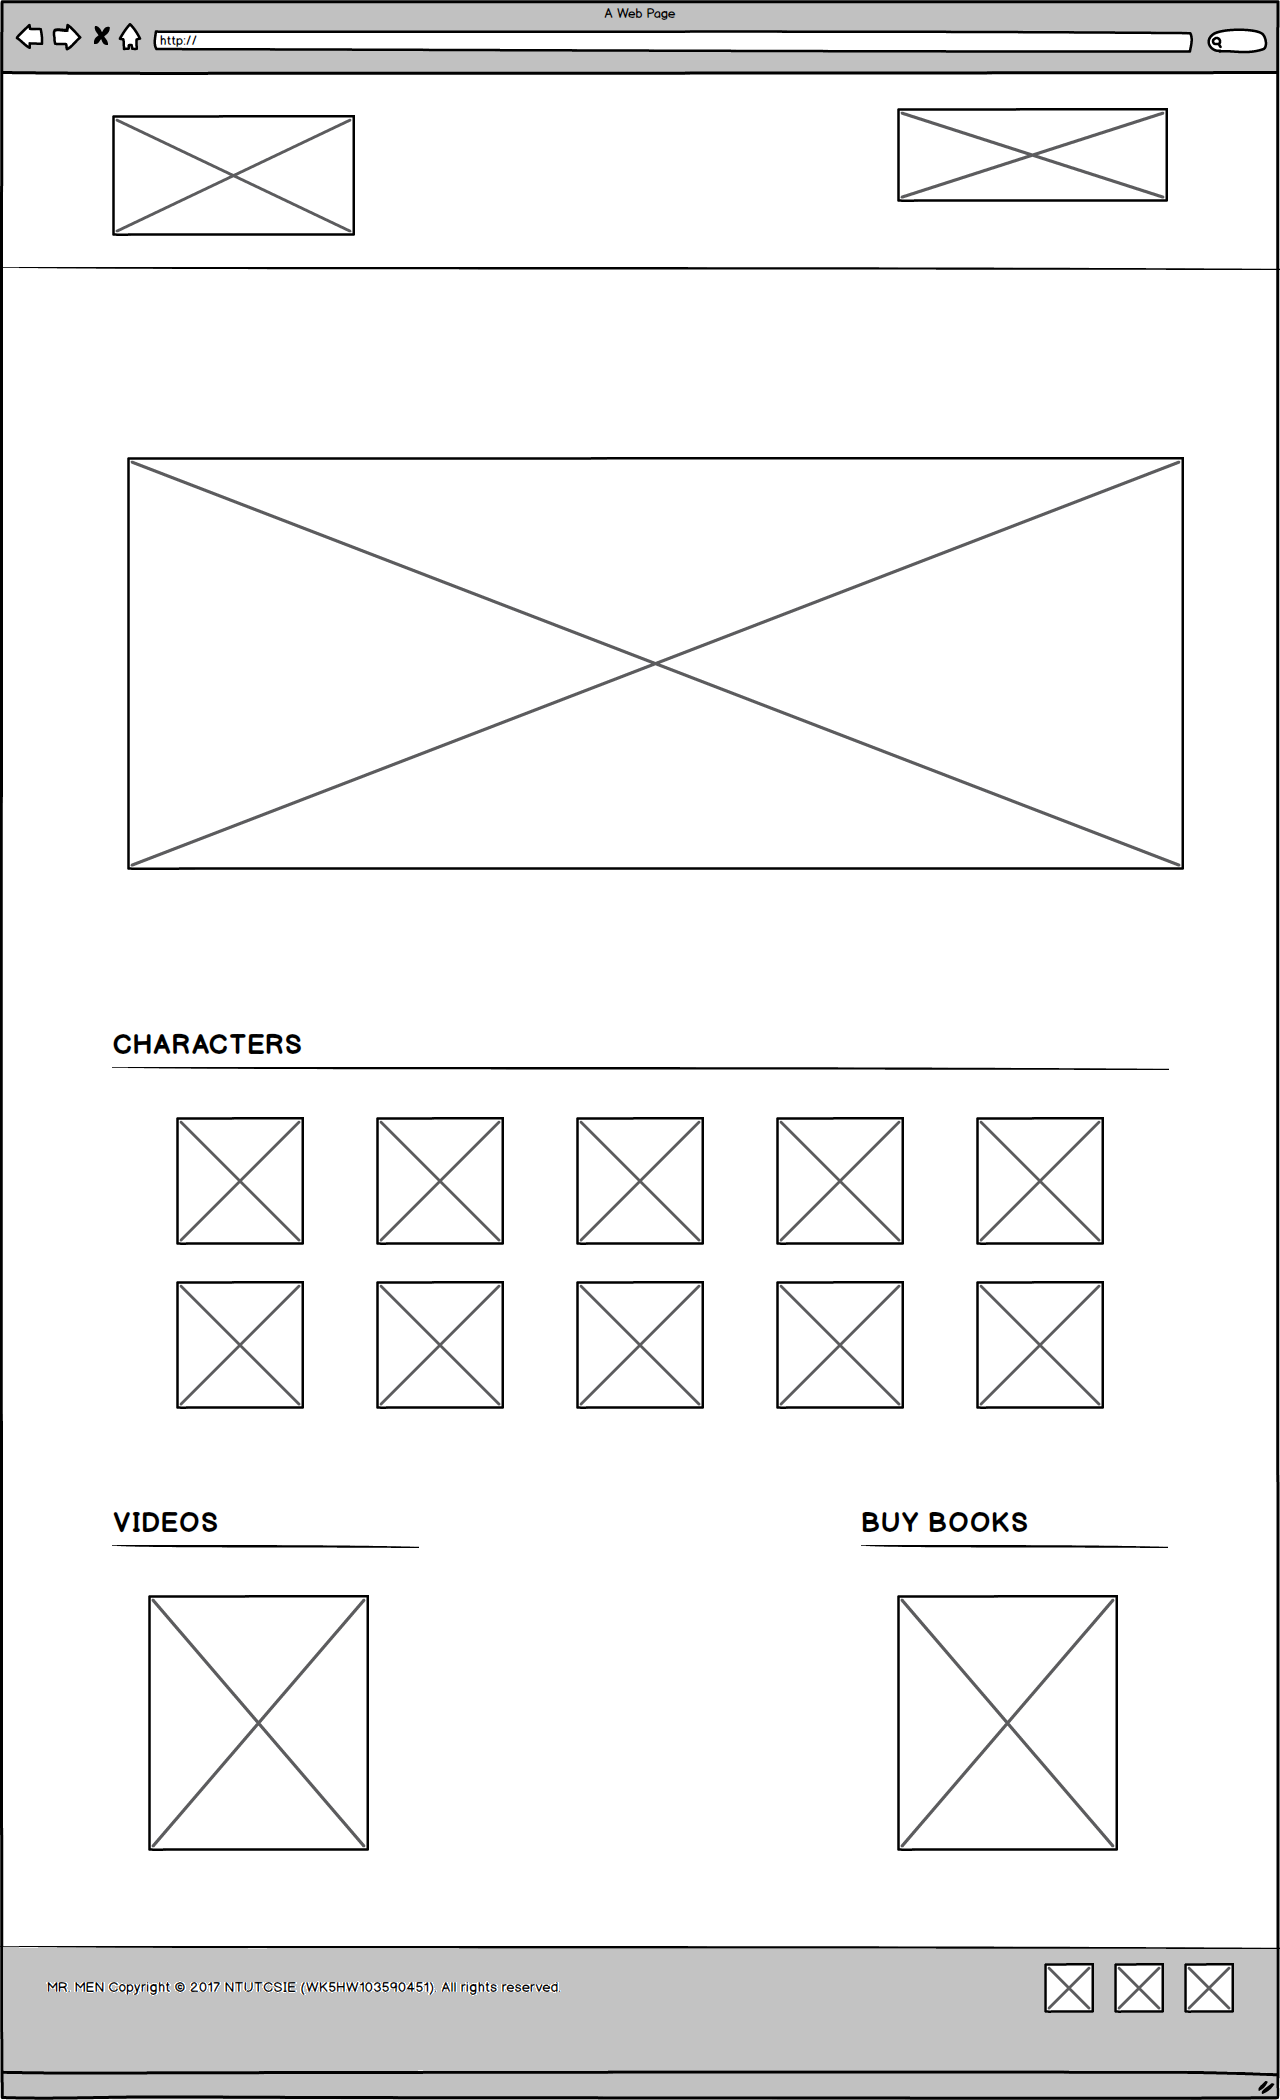 A Web Page
http://
CHARACTERS
VIDEOS
BUY BOOKS
MR. MEN Copyright © 2017 NTUTCSIE (WK5HW103590451). All rights reserved.